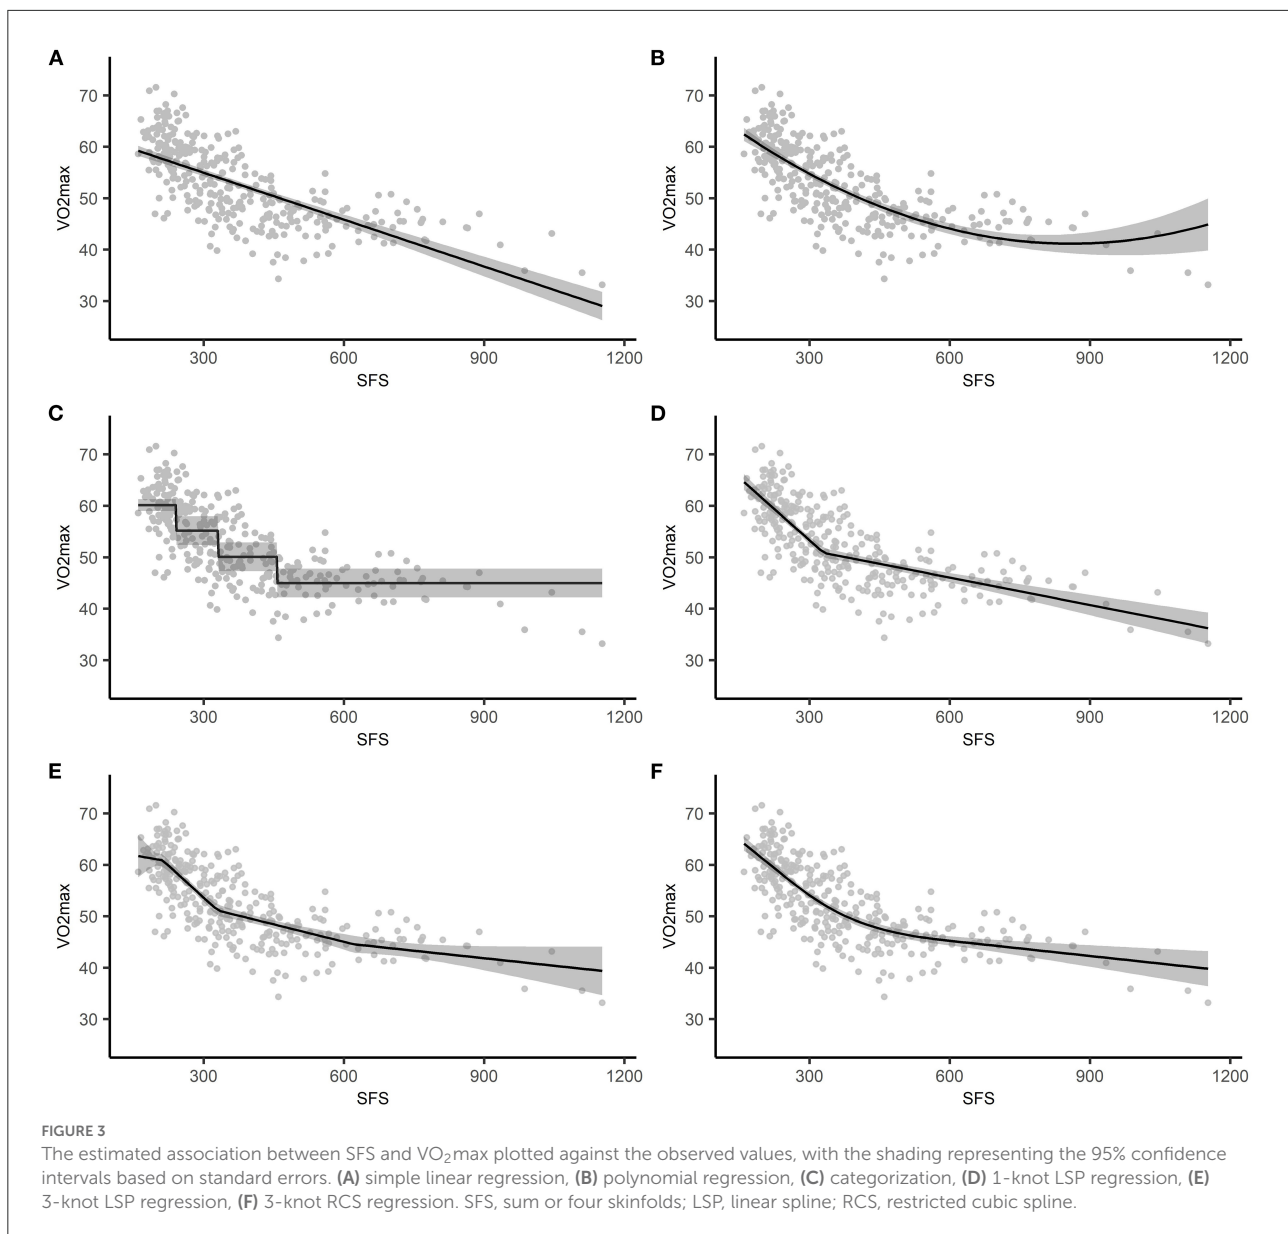 A
70
60
50
40
30
VO2max
300
600
900
1200
SFS
B
70
60
50
40
30
VO2max
300
600
900
1200
SFS
C
70
60
50
40
30
VO2max
300
600
900
1200
SFS
D
70
60
50
40
30
VO2max
300
600
900
1200
SFS
E
70
60
50
40
30
VO2max
300
600
900
1200
SFS
F
70
60
50
40
30
VO2max
300
600
900
1200
SFS
FIGURE 3
The estimated association between SFS and VO₂max plotted against the observed values, with the shading representing the 95% confidence
intervals based on standard errors. (A) simple linear regression, (B) polynomial regression, (C) categorization, (D) 1-knot LSP regression, (E)
3-knot LSP regression, (F) 3-knot RCS regression. SFS, sum or four skinfolds; LSP, linear spline; RCS, restricted cubic spline.